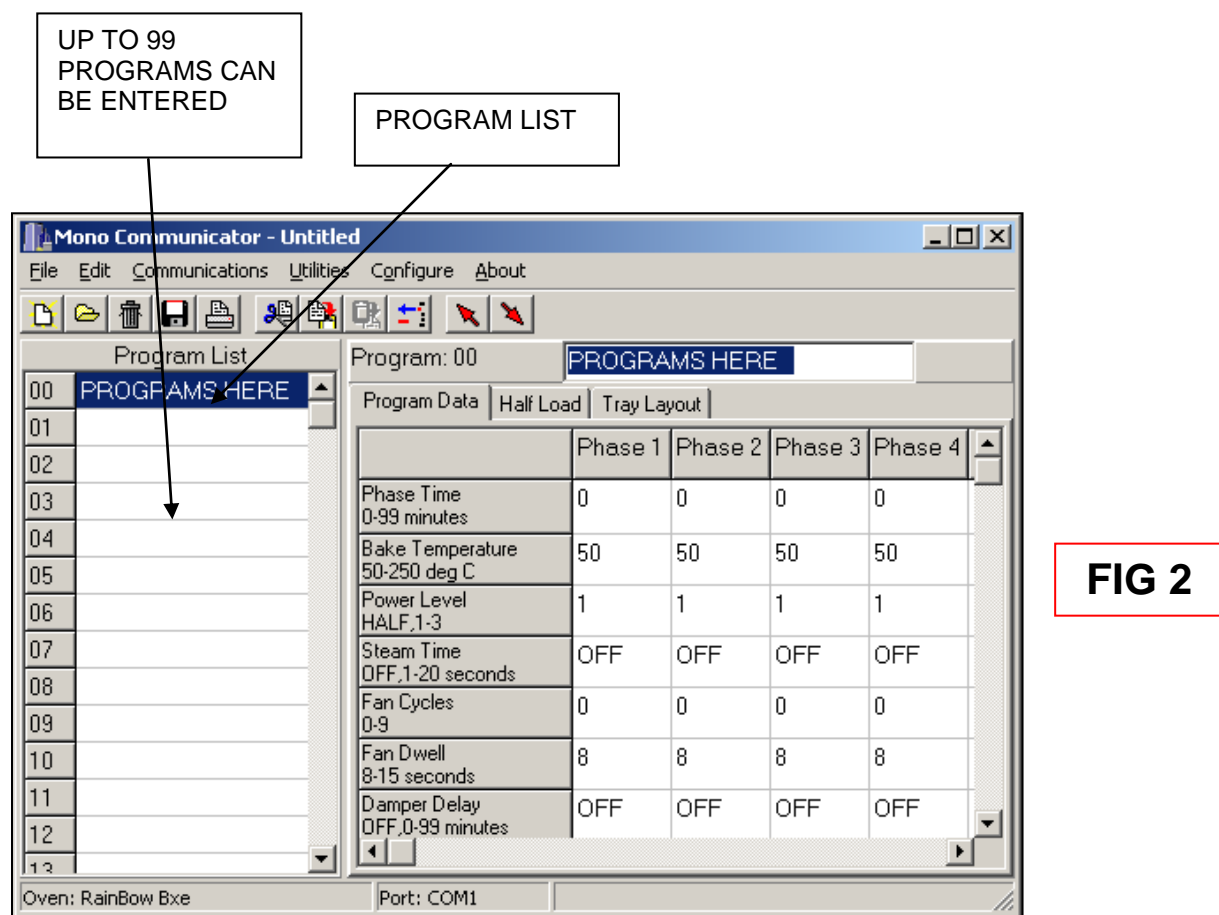 UP TO 99
PROGRAMS CAN
BE ENTERED
PROGRAM LIST
Mono Communicator - Untitled
File Edit Communications Utilities Configure About
Program List
00 PROGRAMS HERE
01
02
03
04
05
06
07
08
09
10
11
12
13
Program: 00 PROGRAMS HERE
Program Data Half Load Tray Layout
Phase 1 Phase 2 Phase 3 Phase 4
Phase Time
0-99 minutes
0 0 0 0
Bake Temperature
50-250 deg C
50 50 50 50
Power Level
HALF,1-3
1 1 1 1
Steam Time
OFF,1-20 seconds
OFF OFF OFF OFF
Fan Cycles
0-9
0 0 0 0
Fan Dwell
8-15 seconds
8 8 8 8
Damper Delay
OFF,0-99 minutes
OFF OFF OFF OFF
Oven: RainBow Bxe Port: COM1
FIG 2